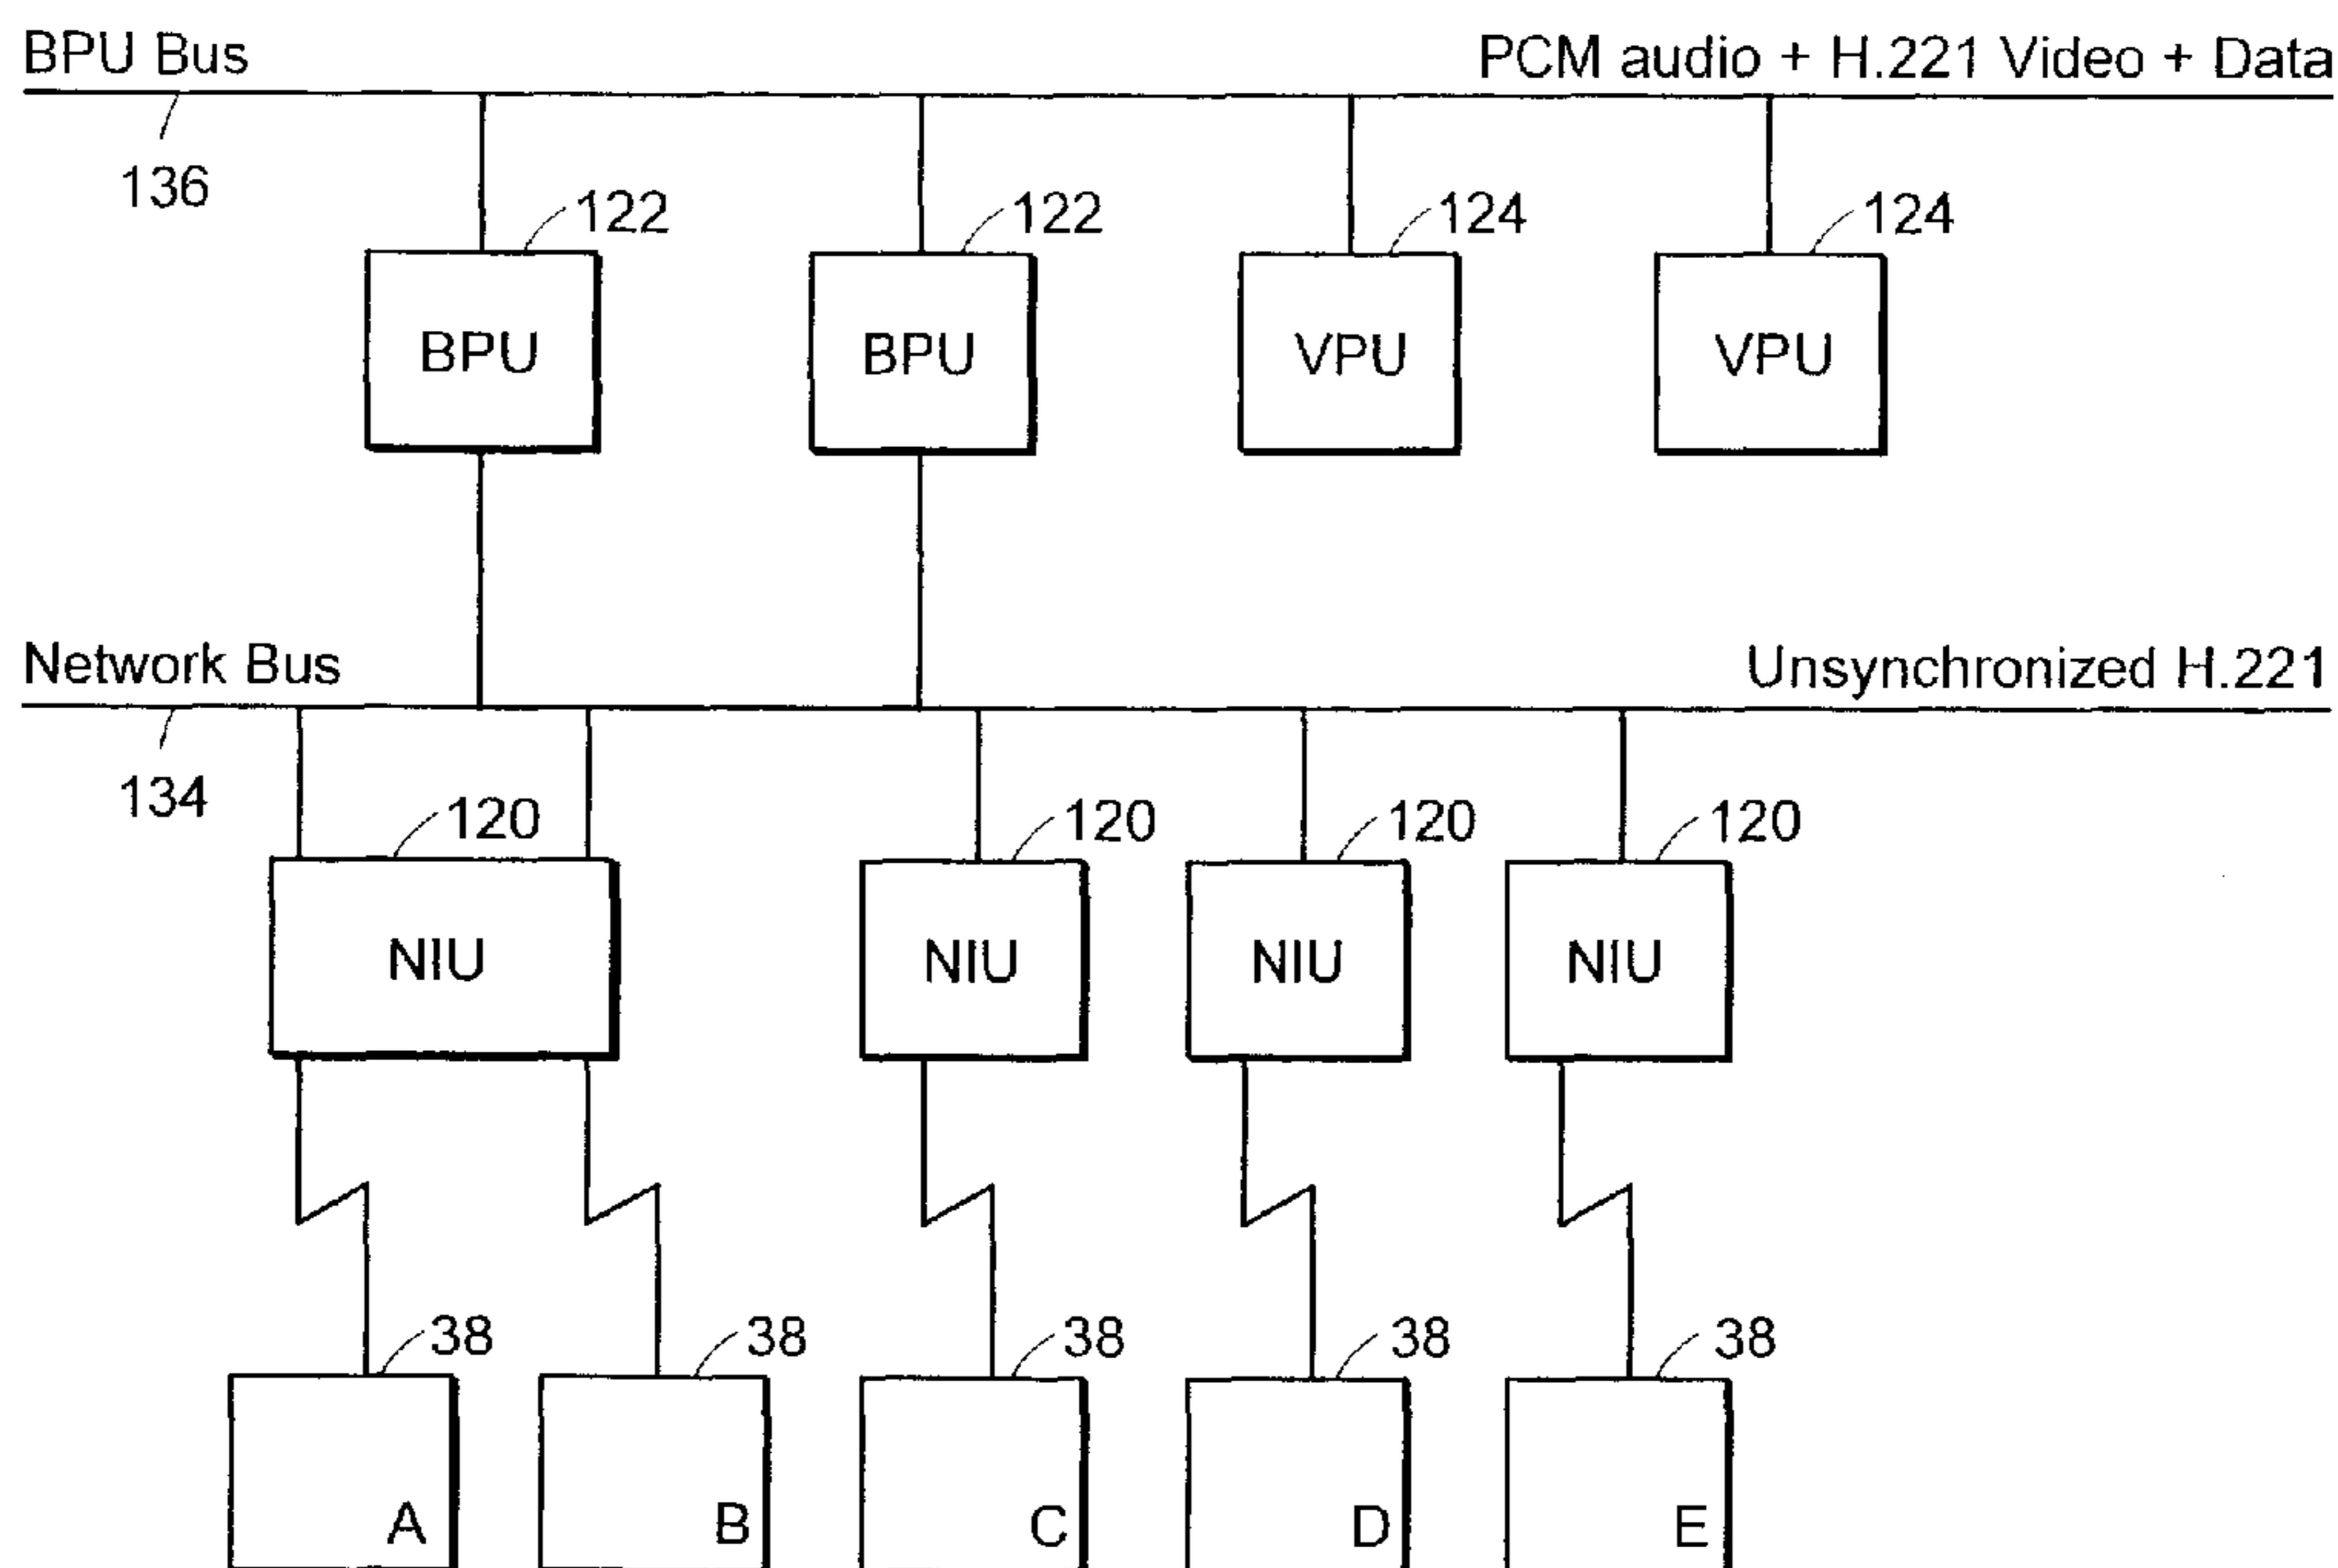 BPU Bus
PCM audio + H.221 Video + Data
136
122
122
124
124
BPU
BPU
VPU
VPU
Network Bus
Unsynchronized H.221
134
120
120
120
120
NIU
NIU
NIU
NIU
38
38
38
38
38
A
B
C
D
E